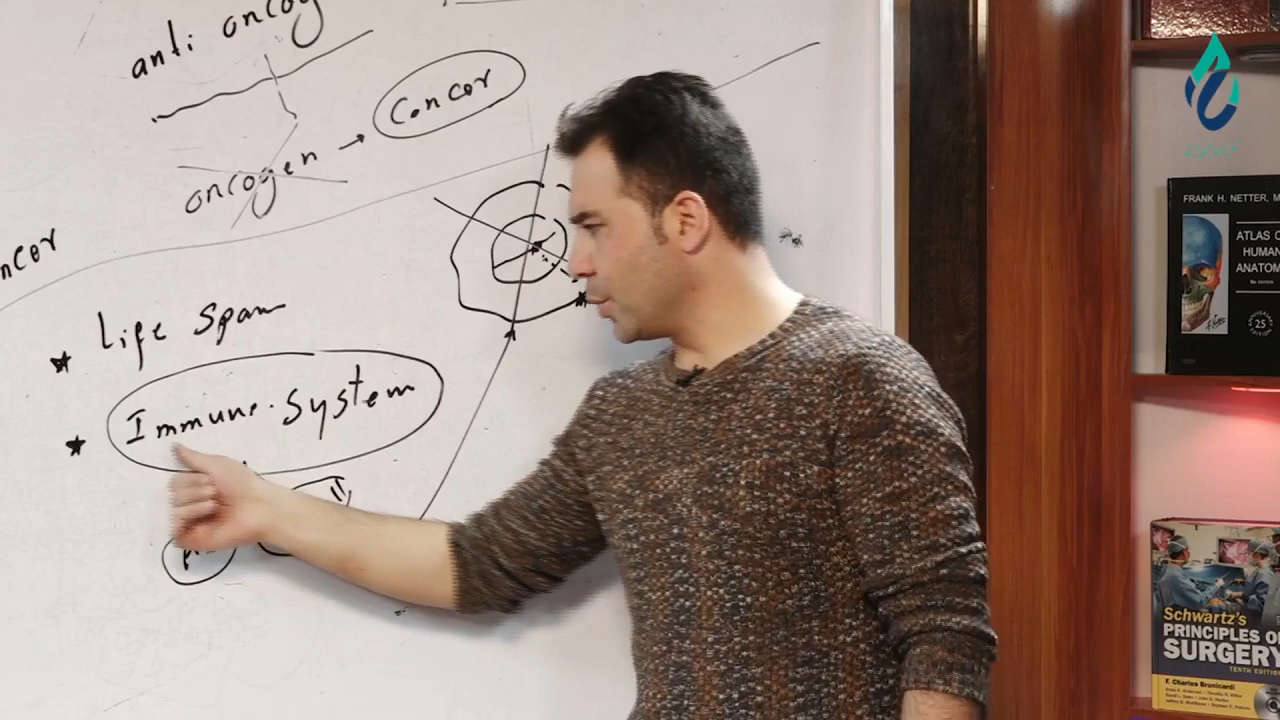 anti oncog
oncogen → Concer
ncer
★ Life Span
★ Immune. System
FRANK H. NETTER, M
ATLAS O
HUMAN
ANATOM
25
Schwartz's
PRINCIPLES OF
SURGERY
TENTH EDITION
F. Charles Brunicardi